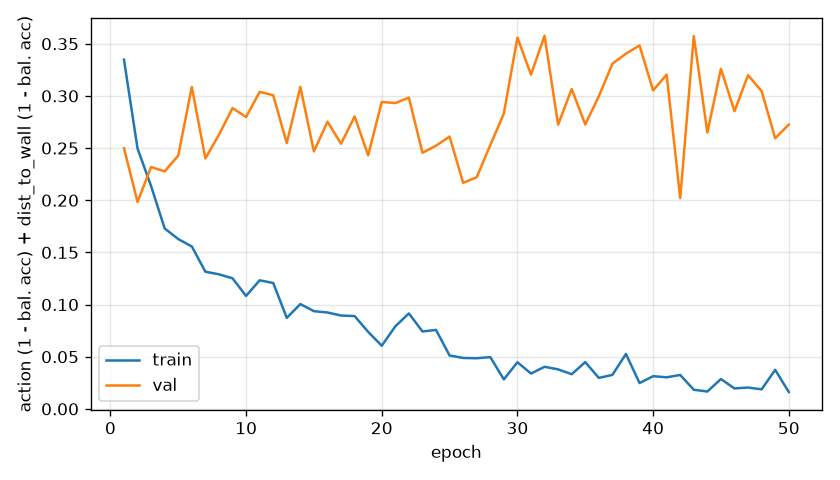 action (1 - bal. acc) + dist_to_wall (1 - bal. acc)
0.35
0.30
0.25
0.20
0.15
0.10
0.05
0.00
train
val
0 10 20 30 40 50
epoch